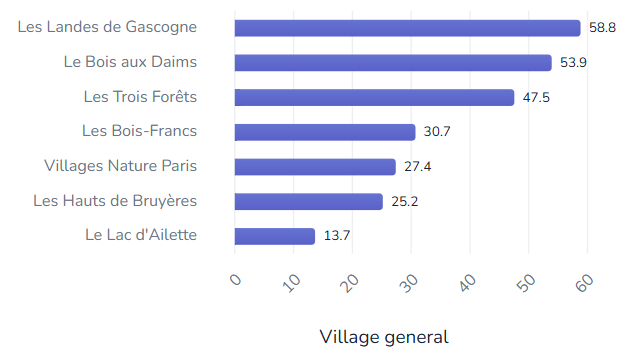 Les Landes de Gascogne 58.8
Le Bois aux Daims 53.9
Les Trois Forêts 47.5
Les Bois-Francs 30.7
Villages Nature Paris 27.4
Les Hauts de Bruyères 25.2
Le Lac d'Ailette 13.7
0 10 20 30 40 50 60
Village general